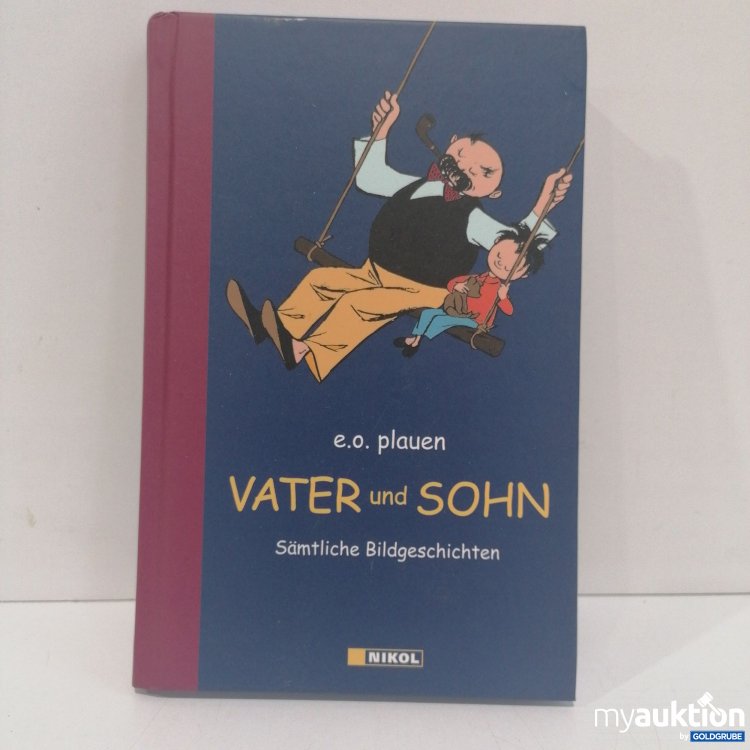 e.o. plauen
VATER und SOHN
Sämtliche Bildgeschichten
NIKOL
myauktion
by GOLDGRUBE